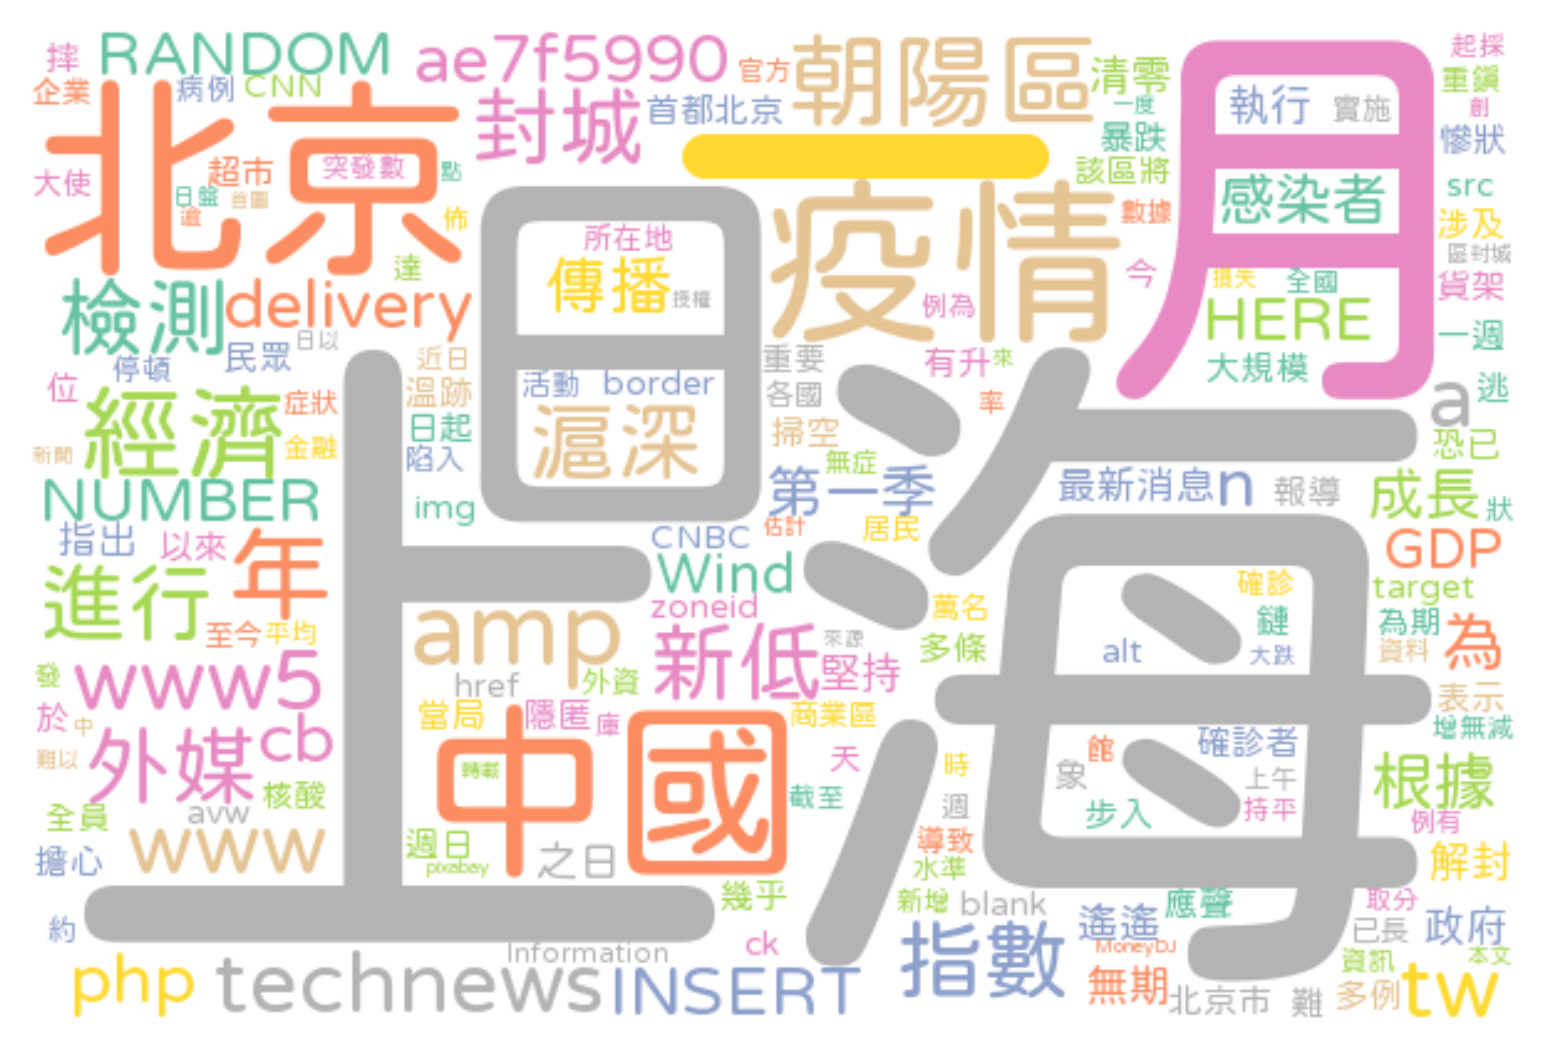 摔
RANDOM
ae7f5990
官方
朝陽區
清零
起採
企業
病例
CNN
封城
首都北京
一度
月
執行
實施
重鎮
創
北京
一
暴跌
慘狀
大使
超市
突發數
點
日盤
首圖
逾
佈
日
疫情
該區將
數據
感染者
src
涉及
區封城
達
所在地
傳播
授權
例為
今
損失
全國
貨架
檢測
delivery
日以
HERE
一週
停頓
民眾
近日
重要
有升
來
大規模
位
溫跡
活動
border
各國
率
a
逃
經濟
症狀
日起
滬深
掃空
上海
恐已
新聞
金融
陷入
無症
NUMBER
img
第一季
最新消息
n
報導
成長
狀
指出
以來
年
CNBC
估計
居民
GDP
進行
Wind
確診
target
至今
平均
amp
zoneid
萬名
鏈
為期
為
發
www5
href
外資
新低
來源
堅持
多條
alt
大跌
資料
於
中
當局
隱匿
庫
商業區
表示
外媒
cb
確診者
增無減
難以
中國
轉載
天
時
館
象
上午
根據
核酸
截至
週
步入
持平
全員
avw
例有
擔心
www
週日
pixabay
之日
導致
水準
解封
約
幾乎
新增
blank
應聲
取分
遙遙
已長
政府
php
technews
Information
ck
INSERT
指數
MoneyDJ
無期
北京市
難
資訊
本文
多例
tw